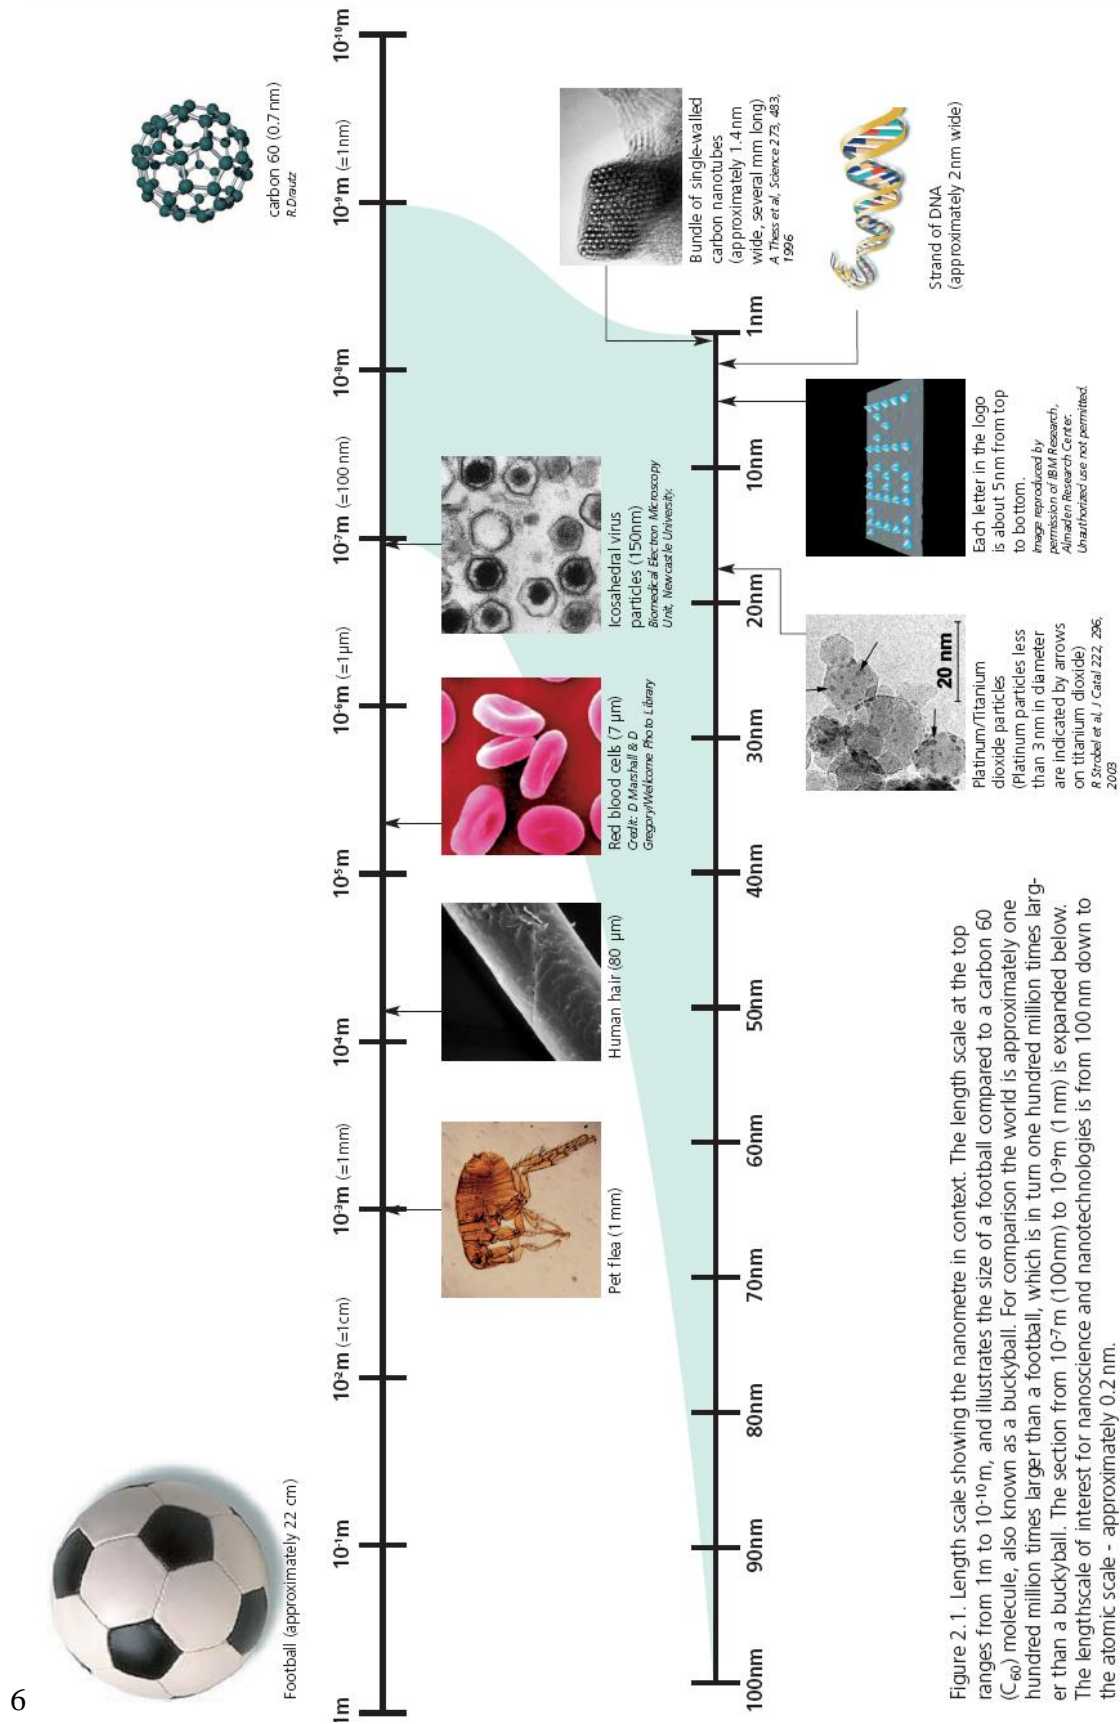 6
Football (approximately 22 cm)
carbon 60 (0.7 nm)
R.Drautz
1m
10-1m
10-2m (=1cm)
10-3m (=1mm)
104m
10-5m
10-6m (=1µm)
10-7m (=100 nm)
10-8m
10-9m (=1nm)
10-10m
Pet flea (1 mm)
Human hair (80 µm)
Red blood cells (7 µm)
Credit: D Marshall & D
Gregory/Wellcome Photo Library
Icosahedral virus
particles (150nm)
Biomedical Electron Microscopy
Unit, Newcastle University.
Bundle of single-walled
carbon nanotubes
(approximately 1.4nm
wide, several mm long)
A Thess et al, Science 273, 483,
1996
100nm
90nm
80nm
70nm
60nm
50nm
40nm
30nm
20nm
10nm
1nm
20 nm
Platinum/Titanium
dioxide particles
(Platinum particles less
than 3 nm in diameter
are indicated by arrows
on titanium dioxide)
R Strobel et al, J Catal 222, 296,
2003
Each letter in the logo
is about 5nm from top
to bottom.
Image reproduced by
permission of IBM Research,
Almaden Research Center.
Unauthorized use not permitted.
Strand of DNA
(approximately 2nm wide)
Figure 2.1. Length scale showing the nanometre in context. The length scale at the top
ranges from 1m to 10-10m, and illustrates the size of a football compared to a carbon 60
(C60) molecule, also known as a buckyball. For comparison the world is approximately one
hundred million times larger than a football, which is in turn one hundred million times larg-
er than a buckyball. The section from 10-7m (100nm) to 10-9m (1 nm) is expanded below.
The lengthscale of interest for nanoscience and nanotechnologies is from 100 nm down to
the atomic scale - approximately 0.2 nm.